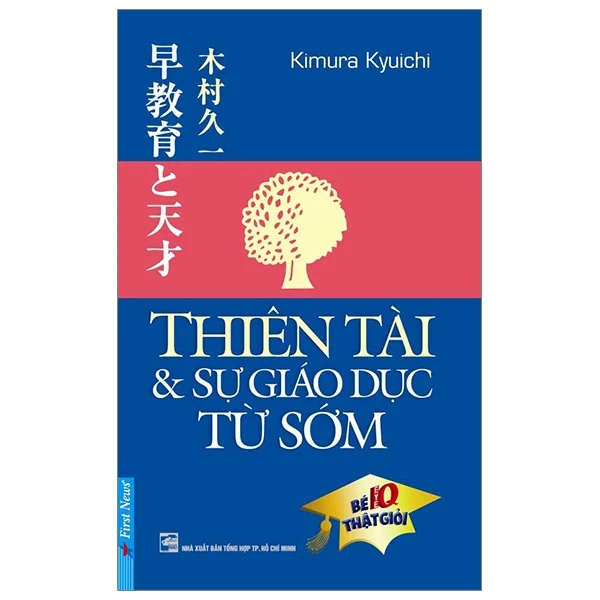 Kimura Kyuichi
木村久一
早教育と天才
THIÊN TÀI
& SỰ GIÁO DỤC
TỪ SỚM
BÉ
IQ
THẬT GIỎI
First News
NHÀ XUẤT BẢN TỔNG HỢP TP. HỒ CHÍ MINH